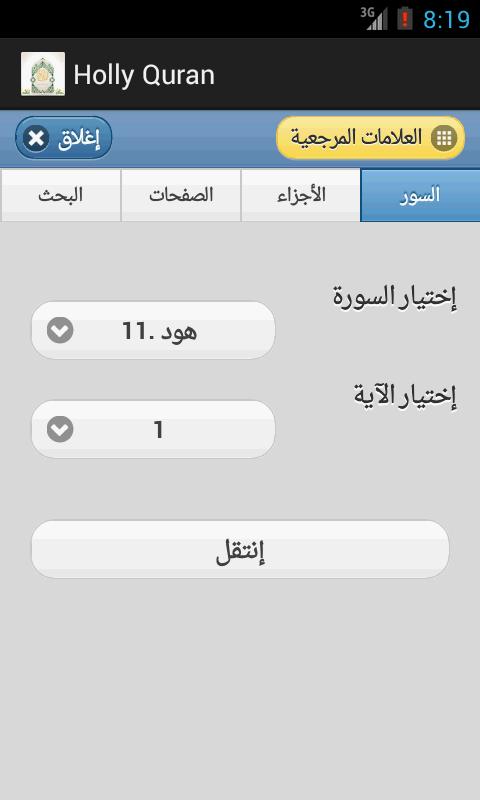 3G 8:19
Holly Quran
العلامات المرجعية
إغلاق
السور
الأجزاء
الصفحات
البحث
إختيار السورة
11. هود
إختيار الآية
1
إنتقل